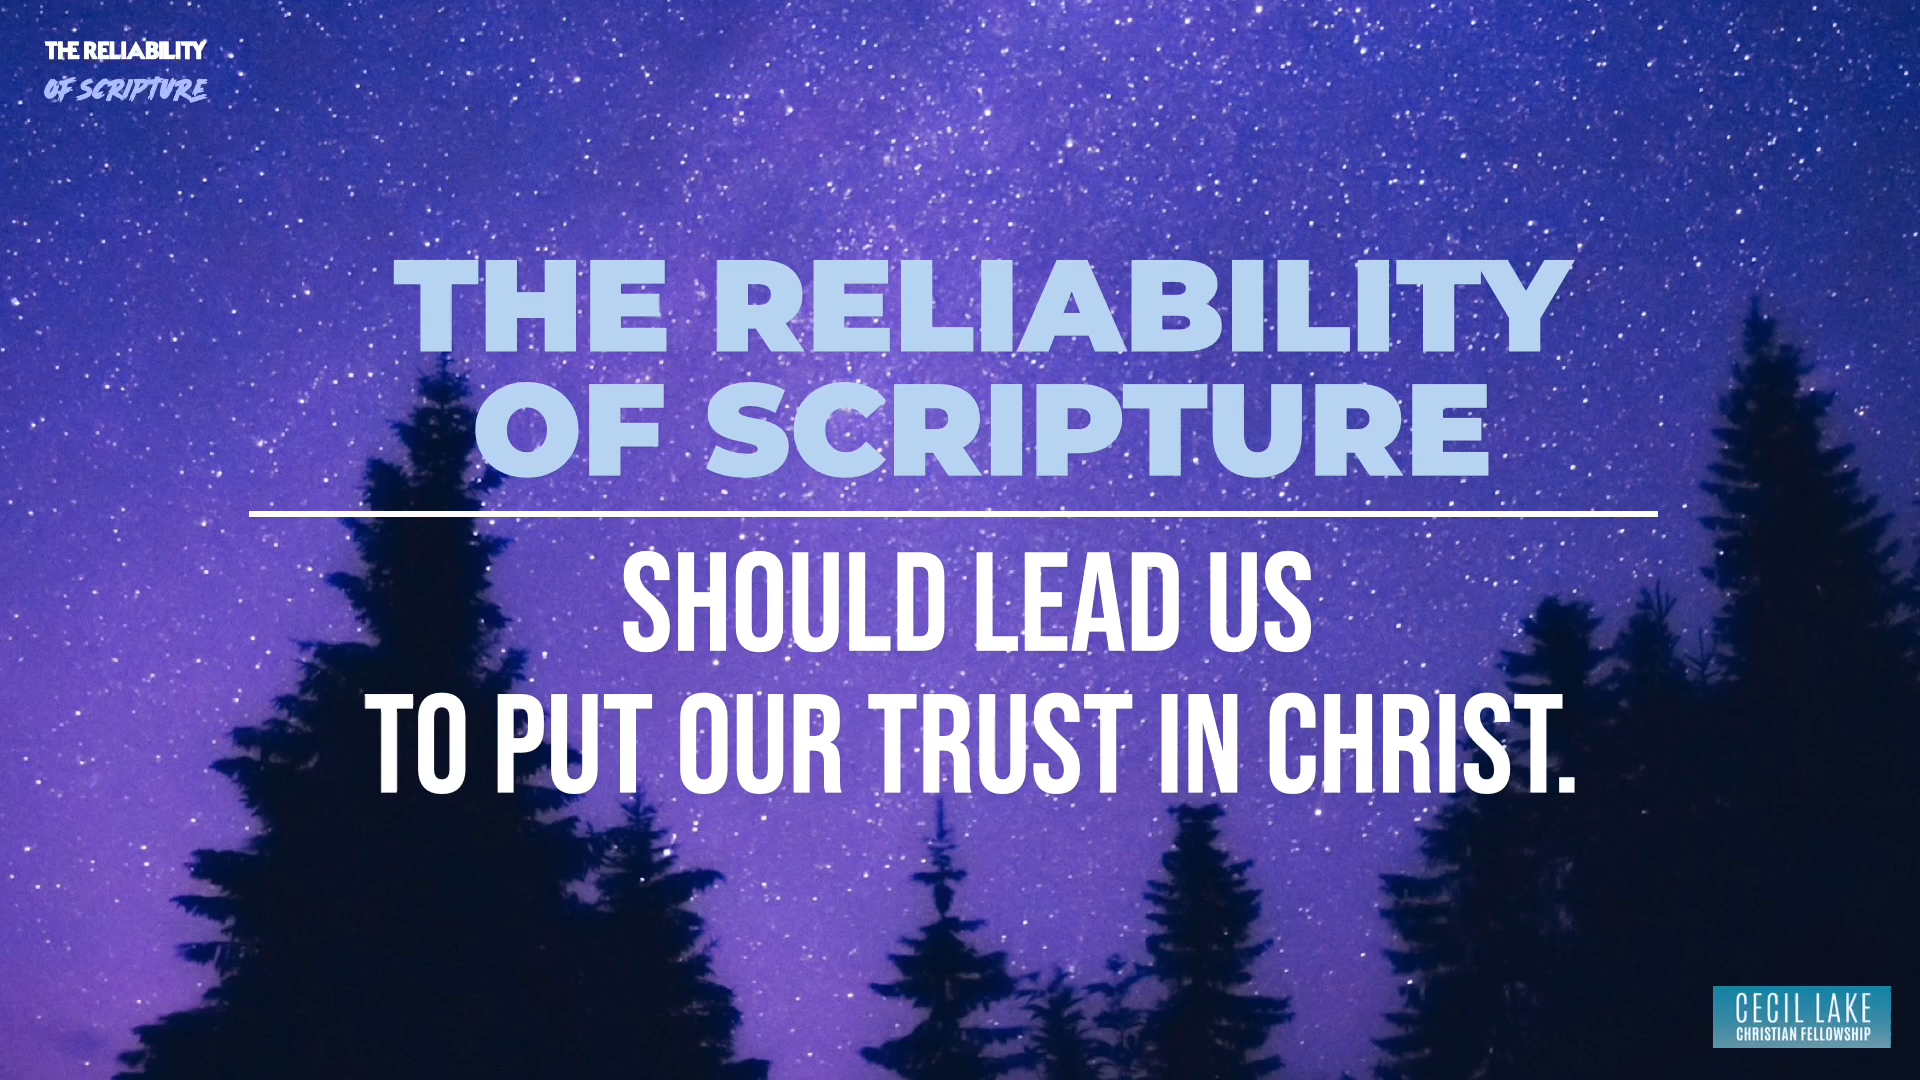 THE RELIABILITY
OF SCRIPTURE
THE RELIABILITY
OF SCRIPTURE
SHOULD LEAD US
TO PUT OUR TRUST IN CHRIST.
CECIL LAKE
CHRISTIAN FELLOWSHIP